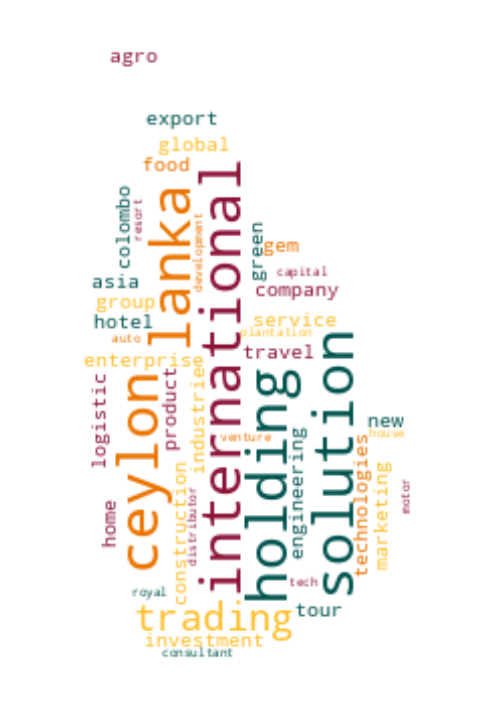 agro
export
global
food
lanka
international
colombo
resort
development
green
gem
capital
asia
company
group
hotel
service
plantation
auto
travel
enterprise
ceylon
product
industries
holding
solution
logistic
new
house
venture
engineering
technologies
marketing
construction
distributor
home
motor
tech
royal
trading
tour
investment
consultant